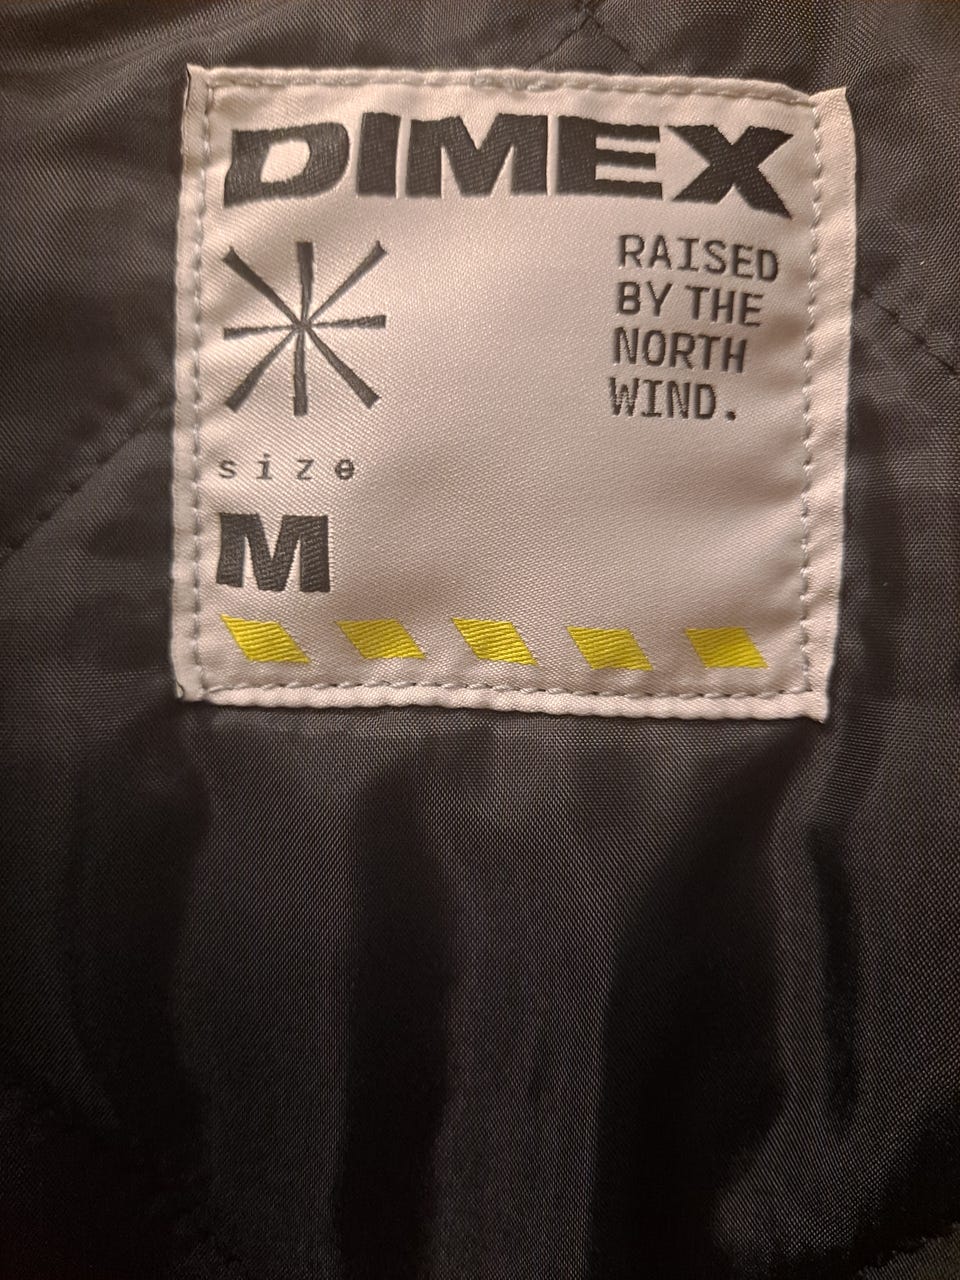 DIMEX
RAISED
BY THE
NORTH
WIND.
size
M